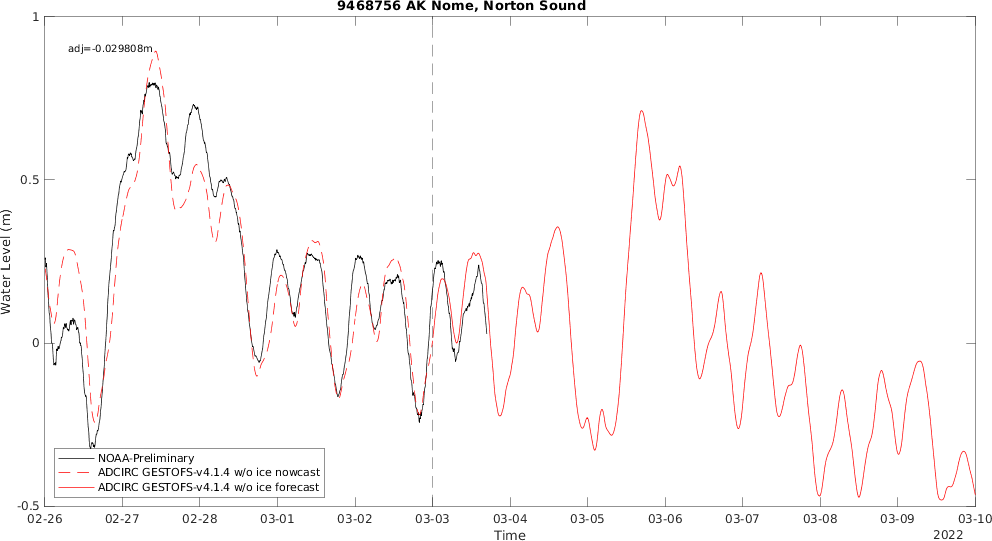 9468756 AK Nome, Norton Sound
adj=-0.029808m
1
0.5
0
-0.5
Water Level (m)
NOAA-Preliminary
ADCIRC GESTOFS-v4.1.4 w/o ice nowcast
ADCIRC GESTOFS-v4.1.4 w/o ice forecast
02-26 02-27 02-28 03-01 03-02 03-03 03-04 03-05 03-06 03-07 03-08 03-09 03-10
Time
2022